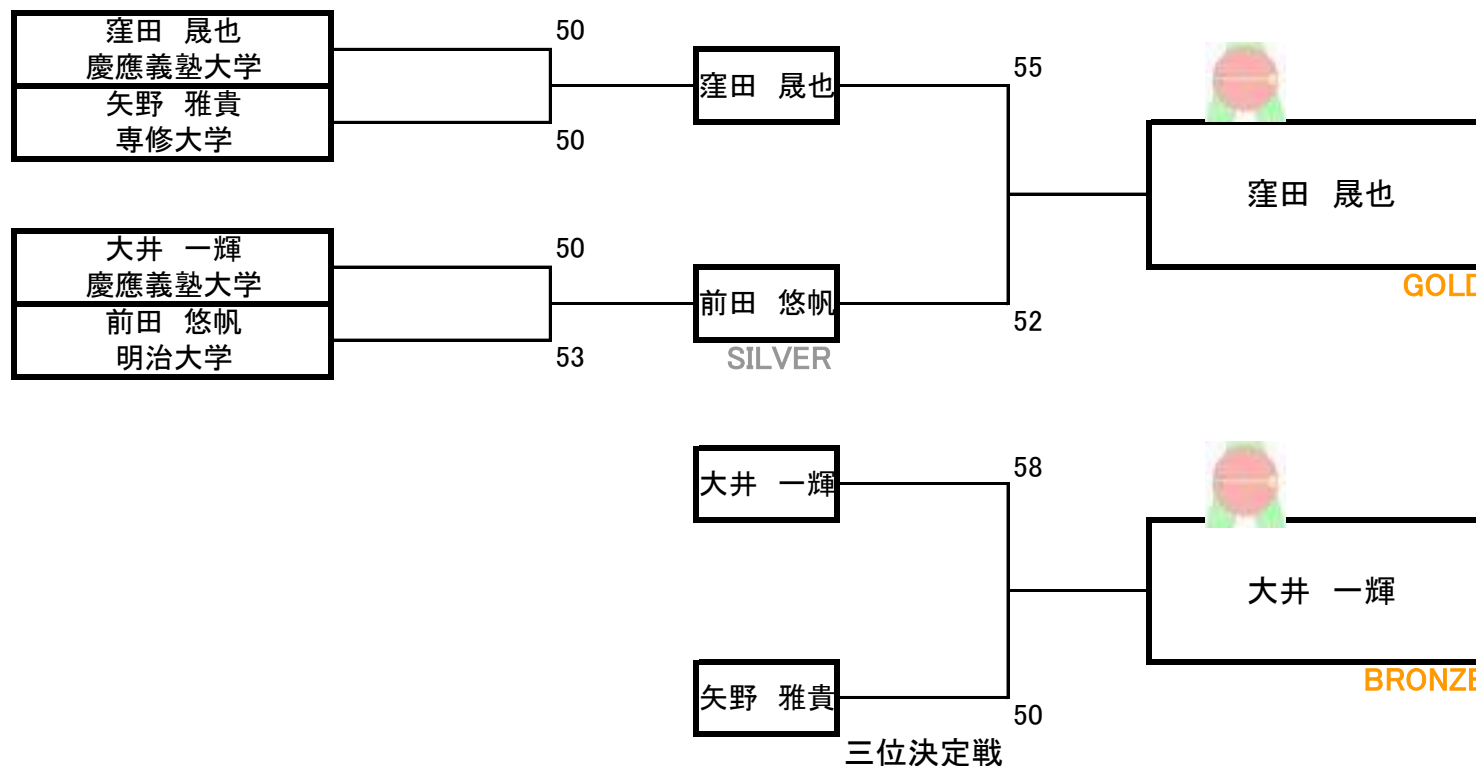 窪田　晟也
慶應義塾大学
矢野　雅貴
専修大学
50
50
窪田　晟也
55
窪田　晟也
GOLD
大井　一輝
慶應義塾大学
前田　悠帆
明治大学
50
53
前田　悠帆
SILVER
52
大井　一輝
58
大井　一輝
BRONZE
矢野　雅貴
50
三位決定戦